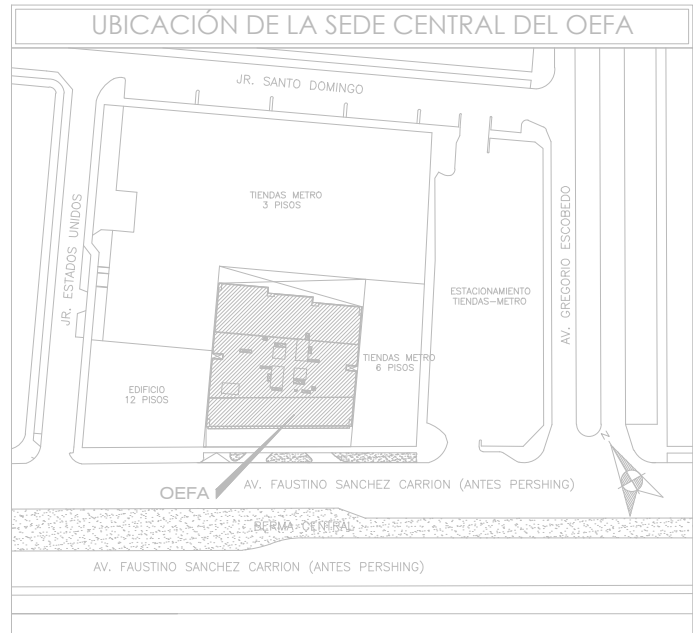 UBICACIÓN DE LA SEDE CENTRAL DEL OEFA
JR. SANTO DOMINGO
TIENDAS METRO
3 PISOS
JR. ESTADOS UNIDOS
AV. GREGORIO ESCOBEDO
ESTACIONAMIENTO
TIENDAS-METRO
TIENDAS METRO
6 PISOS
EDIFICIO
12 PISOS
N
OEFA
AV. FAUSTINO SANCHEZ CARRION (ANTES PERSHING)
BERMA CENTRAL
AV. FAUSTINO SANCHEZ CARRION (ANTES PERSHING)